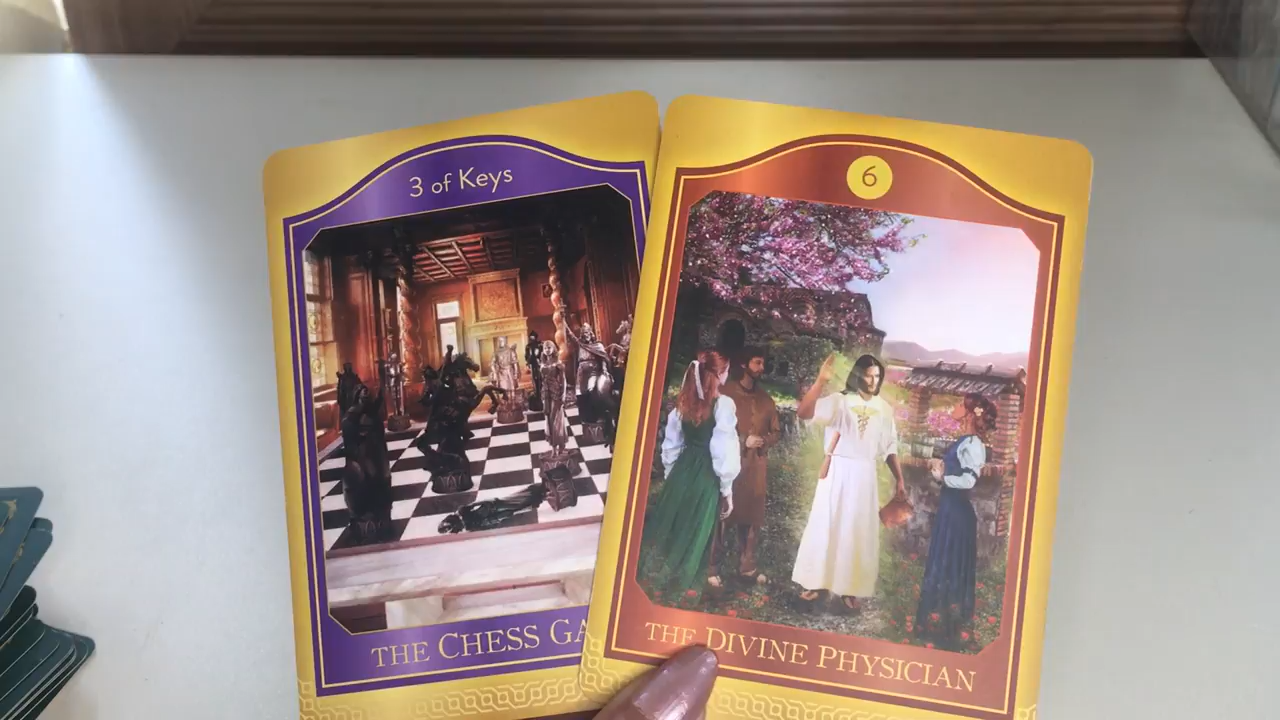 3 of Keys
THE CHESS GA
6
THE DIVINE PHYSICIAN